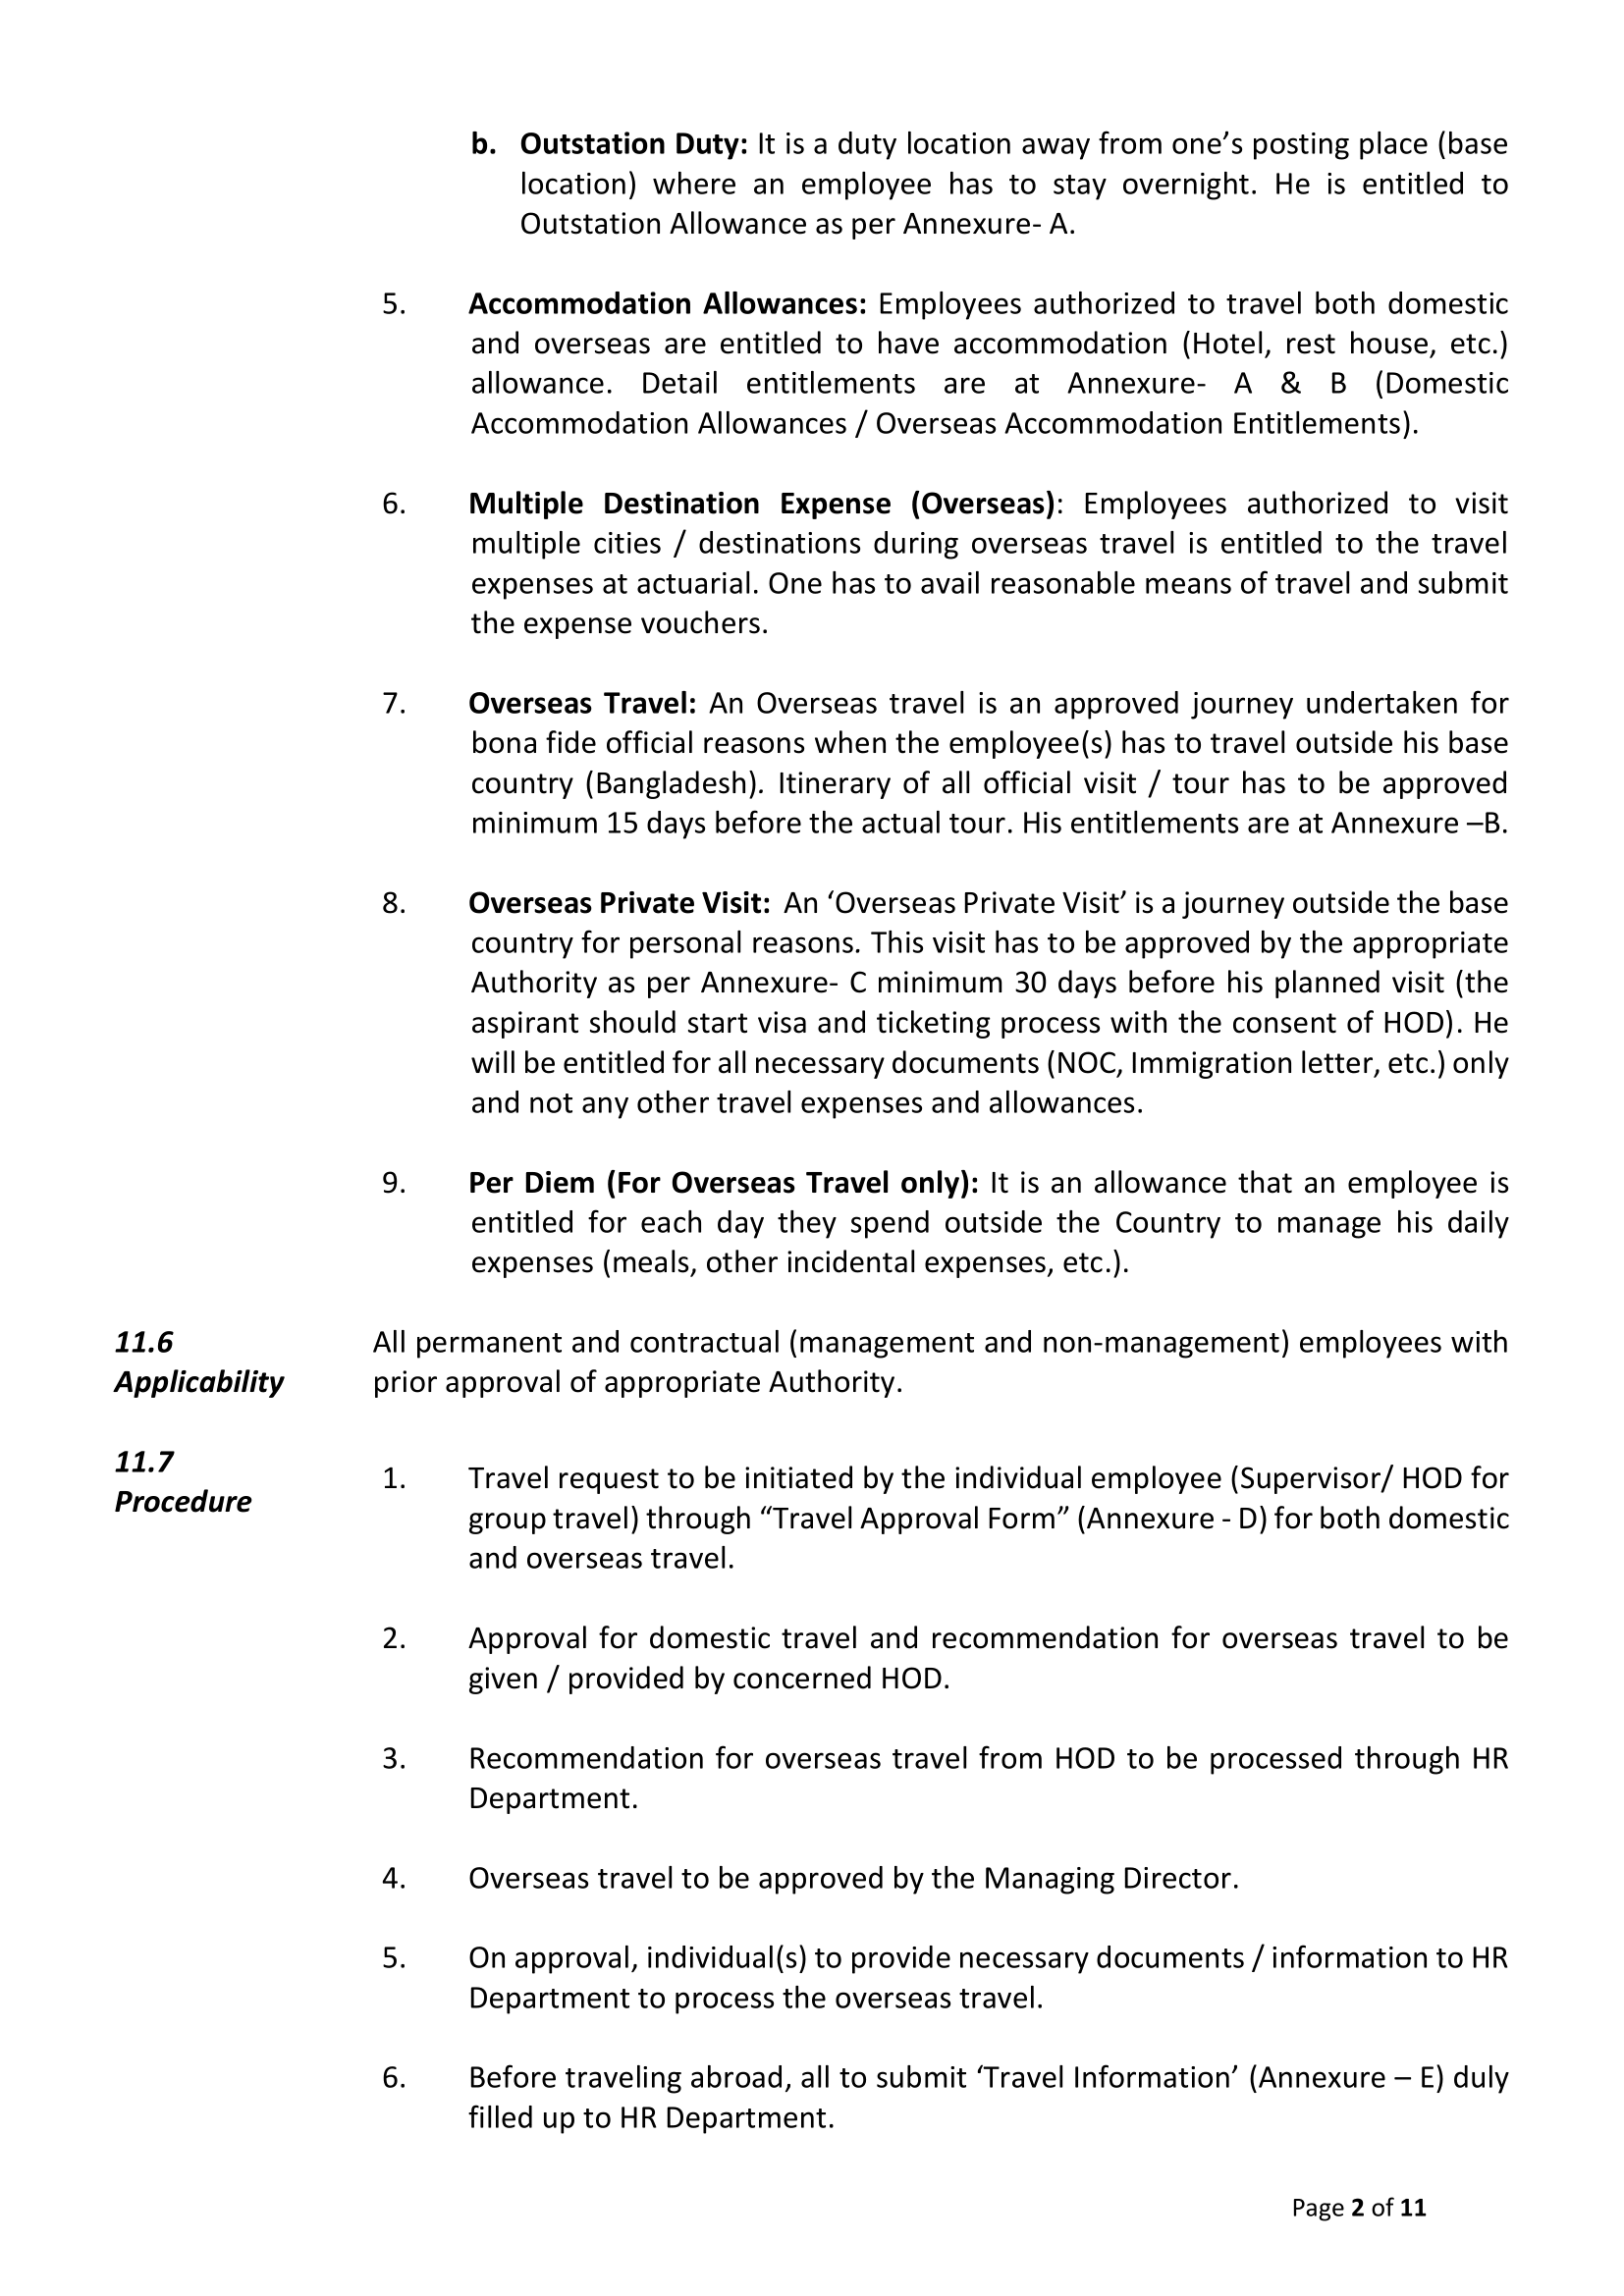 b. Outstation Duty: It is a duty location away from one’s posting place (base
location) where an employee has to stay overnight. He is entitled to
Outstation Allowance as per Annexure- A.
5. Accommodation Allowances: Employees authorized to travel both domestic
and overseas are entitled to have accommodation (Hotel, rest house, etc.)
allowance. Detail entitlements are at Annexure- A & B (Domestic
Accommodation Allowances / Overseas Accommodation Entitlements).
6. Multiple Destination Expense (Overseas): Employees authorized to visit
multiple cities / destinations during overseas travel is entitled to the travel
expenses at actuarial. One has to avail reasonable means of travel and submit
the expense vouchers.
7. Overseas Travel: An Overseas travel is an approved journey undertaken for
bona fide official reasons when the employee(s) has to travel outside his base
country (Bangladesh). Itinerary of all official visit / tour has to be approved
minimum 15 days before the actual tour. His entitlements are at Annexure –B.
8. Overseas Private Visit: An ‘Overseas Private Visit’ is a journey outside the base
country for personal reasons. This visit has to be approved by the appropriate
Authority as per Annexure- C minimum 30 days before his planned visit (the
aspirant should start visa and ticketing process with the consent of HOD). He
will be entitled for all necessary documents (NOC, Immigration letter, etc.) only
and not any other travel expenses and allowances.
9. Per Diem (For Overseas Travel only): It is an allowance that an employee is
entitled for each day they spend outside the Country to manage his daily
expenses (meals, other incidental expenses, etc.).
11.6
Applicability
All permanent and contractual (management and non-management) employees with
prior approval of appropriate Authority.
11.7
Procedure
1. Travel request to be initiated by the individual employee (Supervisor/ HOD for
group travel) through “Travel Approval Form” (Annexure - D) for both domestic
and overseas travel.
2. Approval for domestic travel and recommendation for overseas travel to be
given / provided by concerned HOD.
3. Recommendation for overseas travel from HOD to be processed through HR
Department.
4. Overseas travel to be approved by the Managing Director.
5. On approval, individual(s) to provide necessary documents / information to HR
Department to process the overseas travel.
6. Before traveling abroad, all to submit ‘Travel Information’ (Annexure – E) duly
filled up to HR Department.
Page 2 of 11